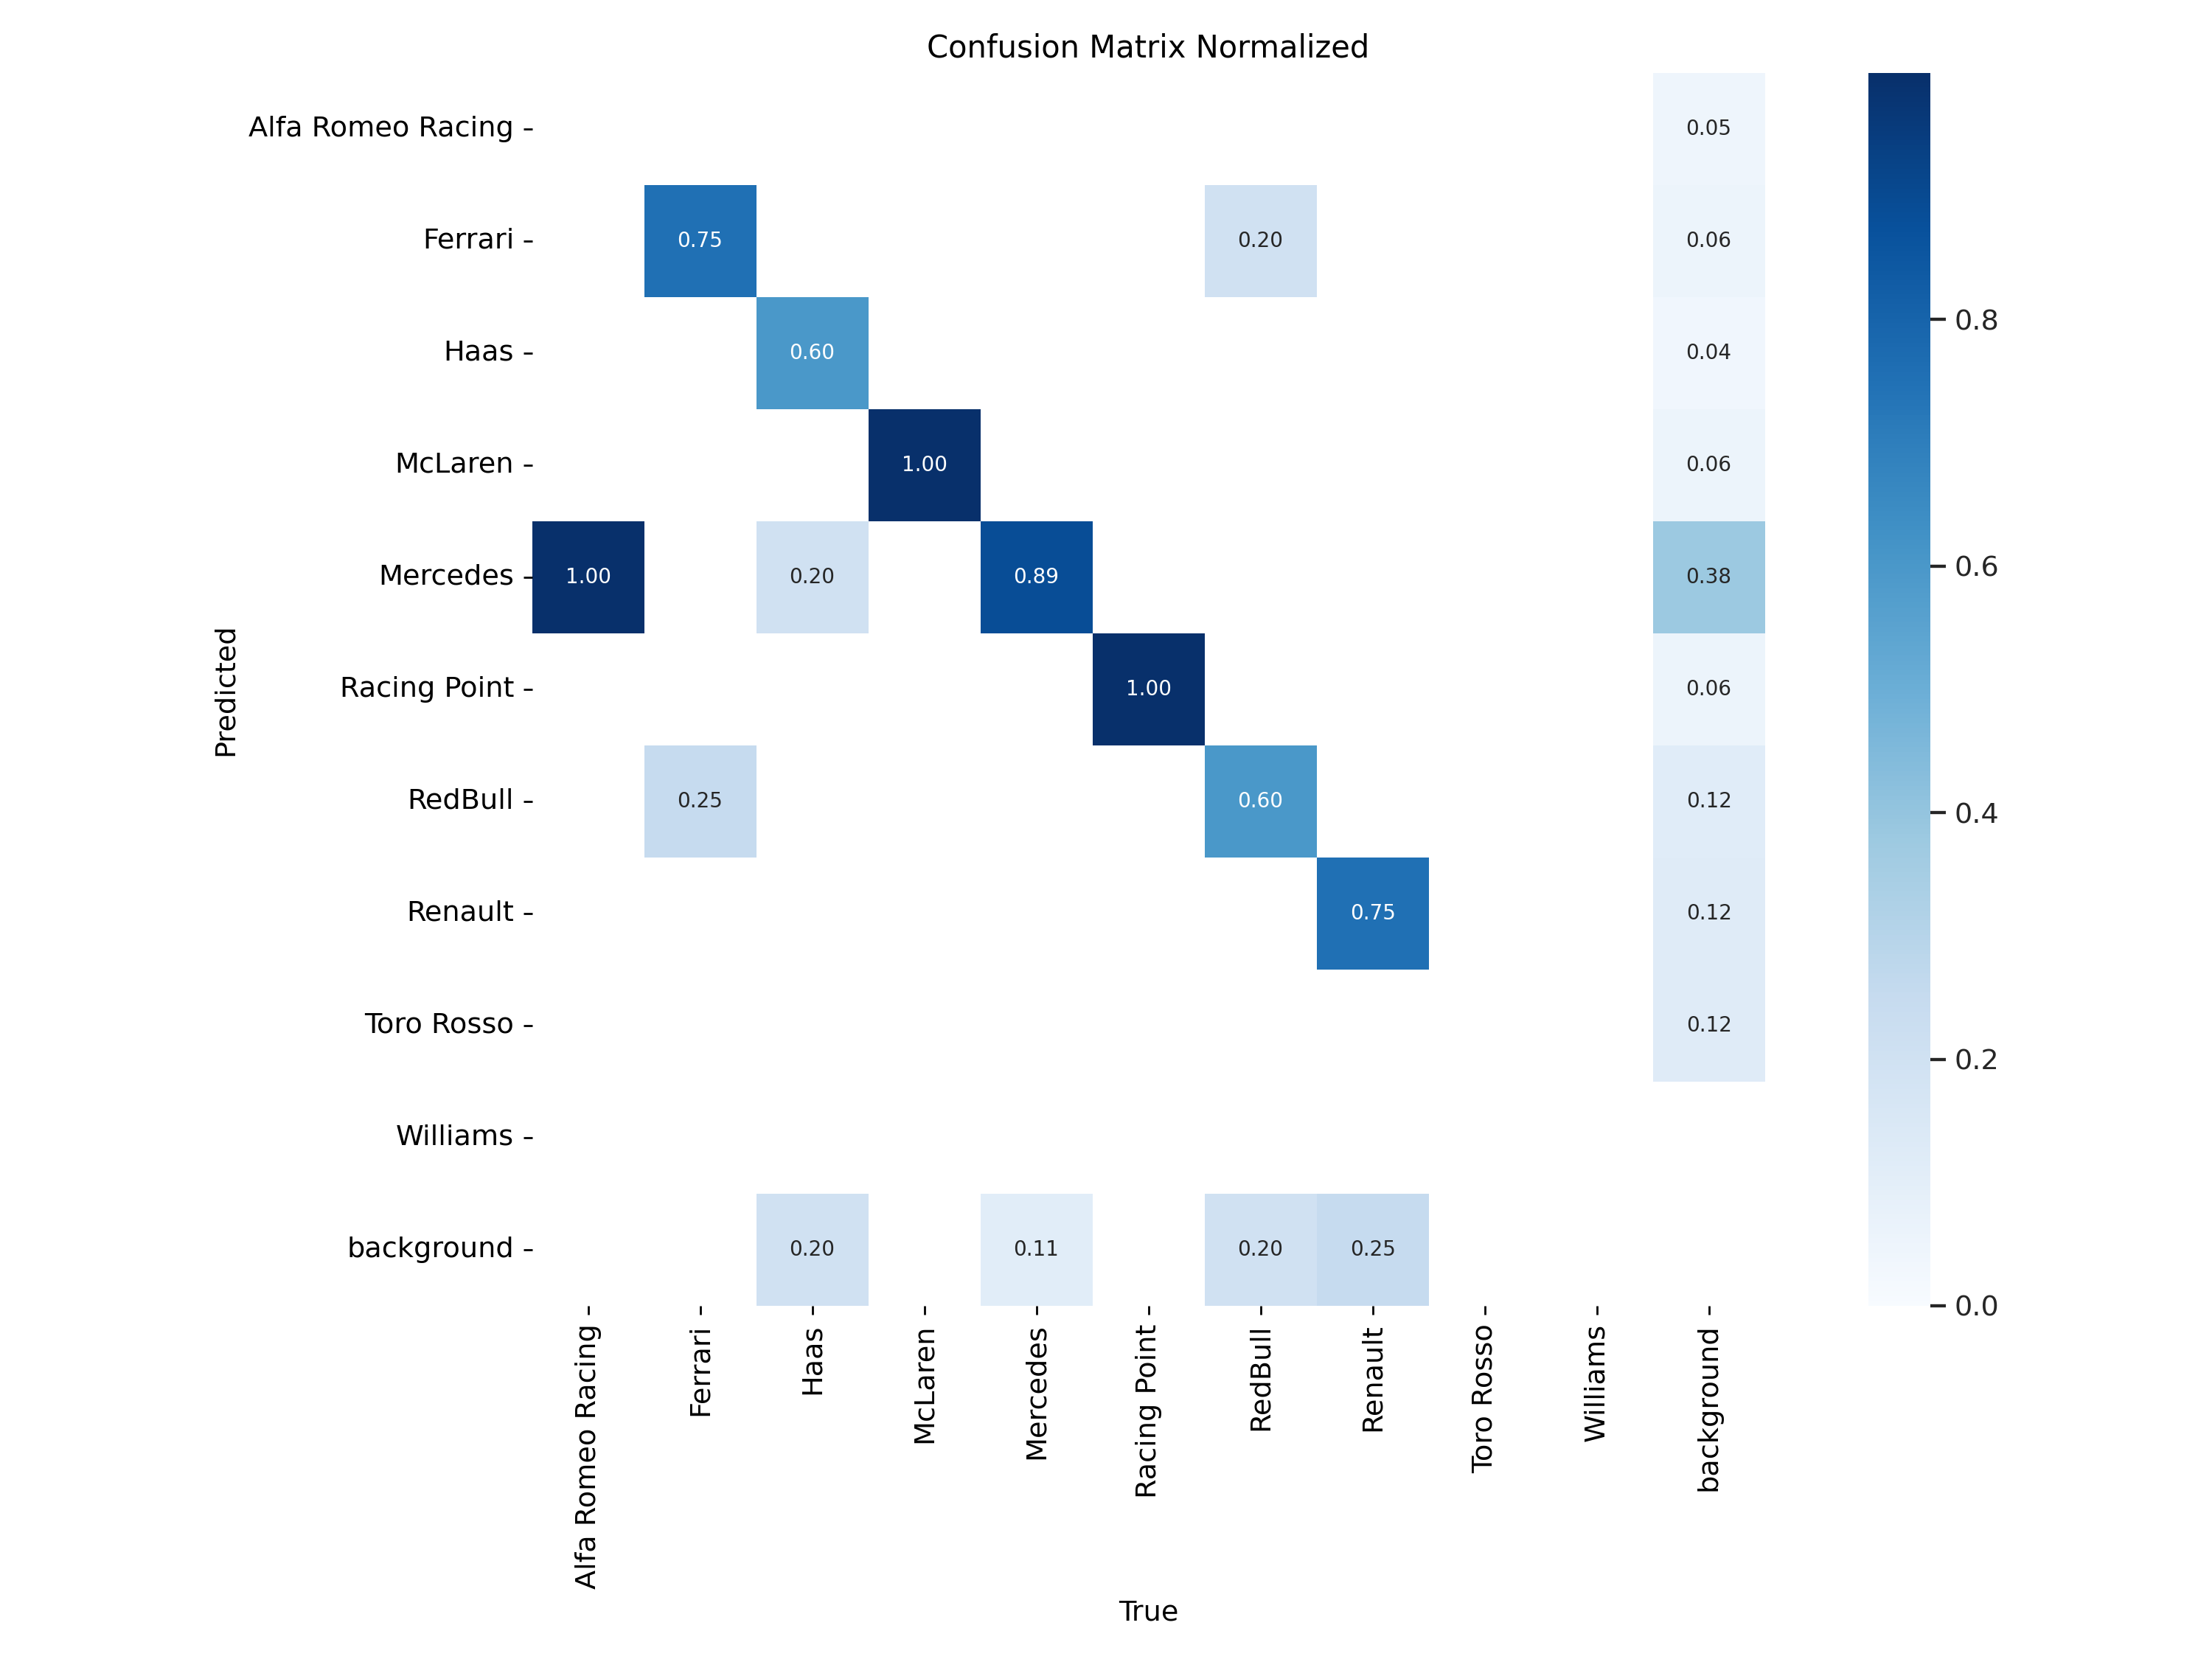 Confusion Matrix Normalized
Alfa Romeo Racing
0.05
Ferrari
0.75
0.20
0.06
Haas
0.60
0.04
McLaren
1.00
0.06
Mercedes
1.00
0.20
0.89
0.38
Racing Point
1.00
0.06
RedBull
0.25
0.60
0.12
Renault
0.75
0.12
Toro Rosso
0.12
Williams
background
0.20
0.11
0.20
0.25
Predicted
Alfa Romeo Racing
Ferrari
Haas
McLaren
Mercedes
Racing Point
RedBull
Renault
Toro Rosso
Williams
background
True
0.8
0.6
0.4
0.2
0.0